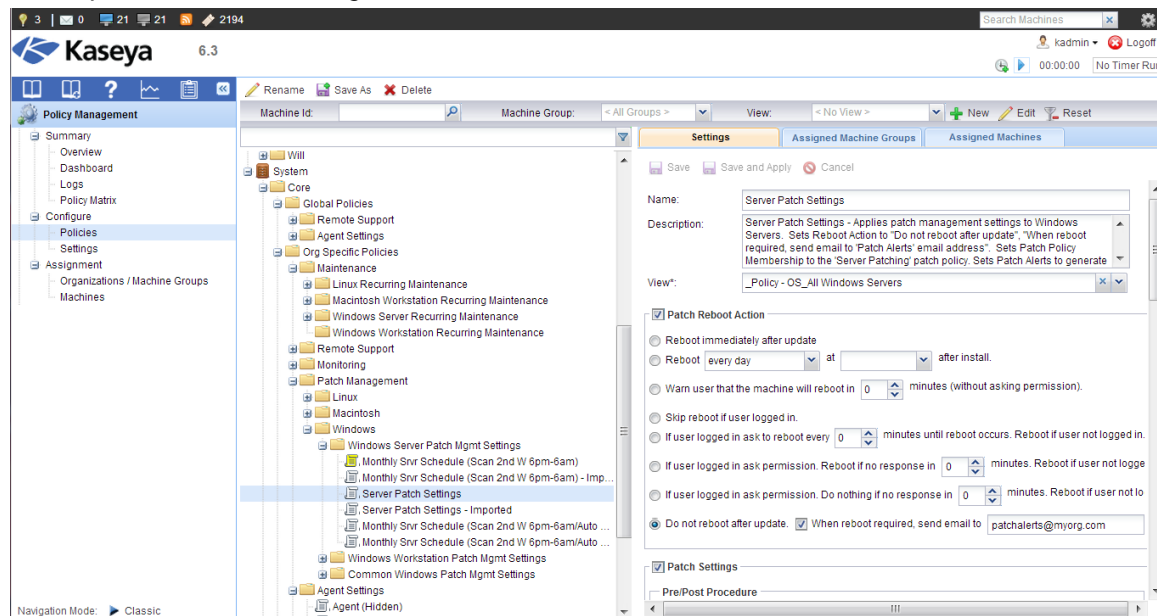 3 0 21 21 2194 Search Machines
Kaseya 6.3
kadmin Logoff
00:00:00 No Timer Ru
Rename Save As Delete
Policy Management
Machine Id: Machine Group: < All Groups > View: < No View > New Edit Reset
Summary
Overview
Dashboard
Logs
Policy Matrix
Configure
Policies
Settings
Assignment
Organizations / Machine Groups
Machines
Will
System
Core
Global Policies
Remote Support
Agent Settings
Org Specific Policies
Maintenance
Linux Recurring Maintenance
Macintosh Workstation Recurring Maintenance
Windows Server Recurring Maintenance
Windows Workstation Recurring Maintenance
Remote Support
Monitoring
Patch Management
Linux
Macintosh
Windows
Windows Server Patch Mgmt Settings
Monthly Srvr Schedule (Scan 2nd W 6pm-6am)
Monthly Srvr Schedule (Scan 2nd W 6pm-6am) - Imp...
Server Patch Settings
Server Patch Settings - Imported
Monthly Srvr Schedule (Scan 2nd W 6pm-6am/Auto ...
Monthly Srvr Schedule (Scan 2nd W 6pm-6am/Auto ...
Windows Workstation Patch Mgmt Settings
Common Windows Patch Mgmt Settings
Agent Settings
Agent (Hidden)
Settings Assigned Machine Groups Assigned Machines
Save Save and Apply Cancel
Name: Server Patch Settings
Description: Server Patch Settings - Applies patch management settings to Windows
Servers. Sets Reboot Action to "Do not reboot after update", "When reboot
required, send email to 'Patch Alerts' email address". Sets Patch Policy
Membership to the 'Server Patching' patch policy. Sets Patch Alerts to generate
View*: _Policy - OS_All Windows Servers
Patch Reboot Action
Reboot immediately after update
Reboot every day at after install.
Warn user that the machine will reboot in 0 minutes (without asking permission).
Skip reboot if user logged in.
If user logged in ask to reboot every 0 minutes until reboot occurs. Reboot if user not logged in.
If user logged in ask permission. Reboot if no response in 0 minutes. Reboot if user not logge
If user logged in ask permission. Do nothing if no response in 0 minutes. Reboot if user not lo
Do not reboot after update. When reboot required, send email to patchalerts@myorg.com
Patch Settings
Pre/Post Procedure
Navigation Mode: Classic